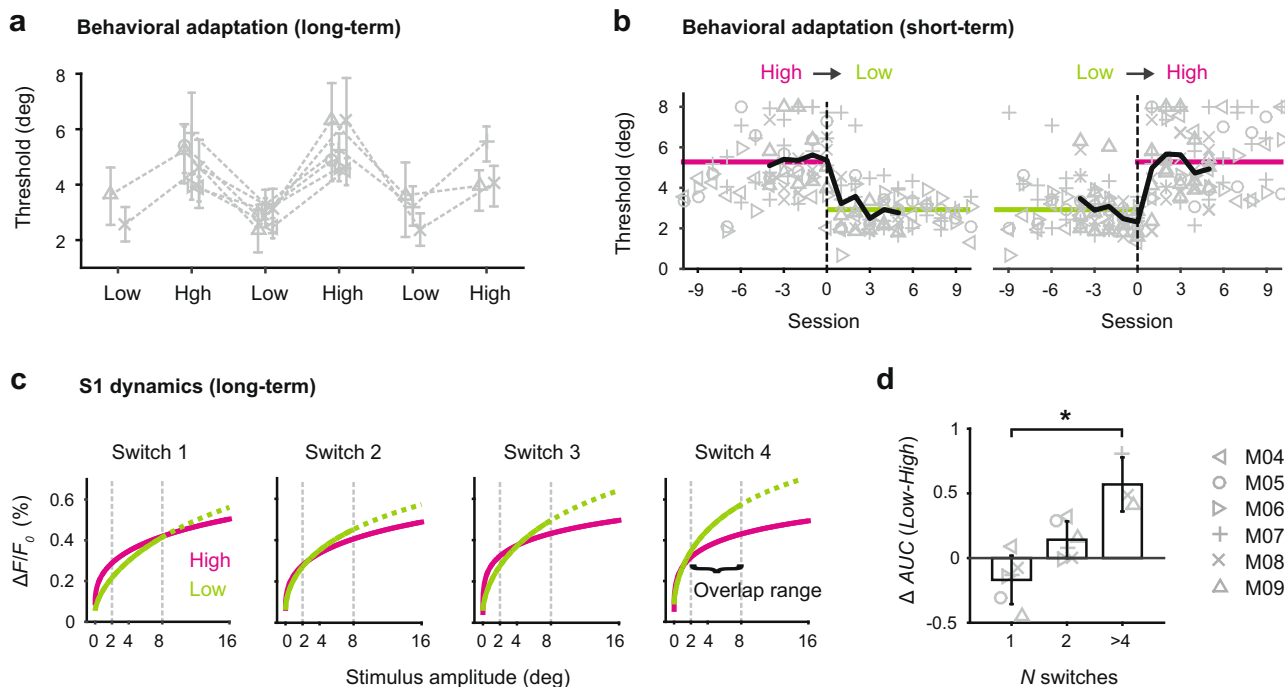 a Behavioral adaptation (long-term)
Threshold (deg)
8
6
4
2
Low Hgh Low High Low High
b Behavioral adaptation (short-term)
High Low
Low High
Threshold (deg)
8
6
4
2
0
-9 -6 -3 0 3 6 9
-9 -6 -3 0 3 6 9
Session
Session
c S1 dynamics (long-term)
Switch 1
Switch 2
Switch 3
Switch 4
ΔF/F0 (%)
0.6
0.4
0.2
0
High
Low
Overlap range
0 2 4 8 16
0 2 4 8 16
0 2 4 8 16
0 2 4 8 16
Stimulus amplitude (deg)
d
Δ AUC (Low-High)
1
0.5
0
-0.5
*
1 2 >4
N switches
M04
M05
M06
M07
M08
M09